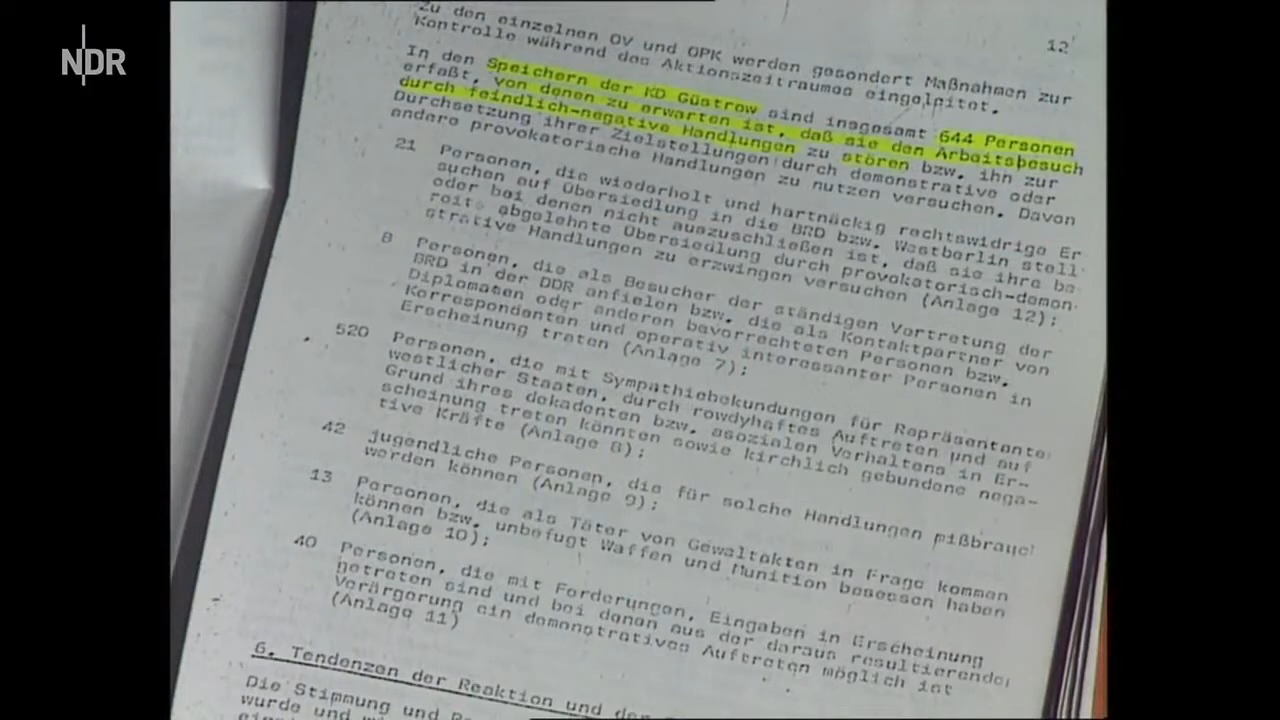 NDR
12
Zu den einzelnen OV und OPK werden gesondert Maßnahmen zur
Kontrolle während des Aktionszeitraumes eingeleitet.
In den Speichern der KD Güstrow sind insgesamt 644 Personen
erfaßt, von denen zu erwarten ist, daß sie den Arbeitsbesuch
durch feindlich-negative Handlungen zu stören bzw. ihn zur
Durchsetzung ihrer Zielstellungen durch demonstrative oder
andere provokatorische Handlungen zu nutzen versuchen. Davon
21 Personen, die wiederholt und hartnäckig rechtswidrige Er
suchen auf Übersiedlung in die BRD bzw. Westberlin stell
oder bei denen nicht auszuschließen ist, daß sie ihre be
reits abgelehnte Übersiedlung durch provokatorisch-demon
strative Handlungen zu erzwingen versuchen (Anlage 12);
8 Personen, die als Besucher der ständigen Vertretung der
BRD in der DDR anfielen bzw. die als Kontaktpartner von
Diplomaten oder anderen bevorrechteten Personen bzw.
Korrespondenten und operativ interessanter Personen in
Erscheinung treten (Anlage 7);
520 Personen, die mit Sympathiebekundungen für Repräsentante
westlicher Staaten, durch rowdyhaftes Auftreten und auf
Grund ihres dekadenten bzw. asozialen Verhaltens in Er-
scheinung treten könnten sowie kirchlich gebundene nega-
tive Kräfte (Anlage 8);
42 jugendliche Personen, die für solche Handlungen mißbrauc
werden können (Anlage 9);
13 Personen, die als Täter von Gewaltakten in Frage kommen
können bzw. unbefugt Waffen und Munition besessen haben
(Anlage 10);
40 Personen, die mit Forderungen, Eingaben in Erscheinung
getreten sind und bei denen aus der daraus resultierende
Verärgerung ein demonstratives Auftreten möglich ist
(Anlage 11)
6. Tendenzen der Reaktion und des
Die Stimmung und
wurde und